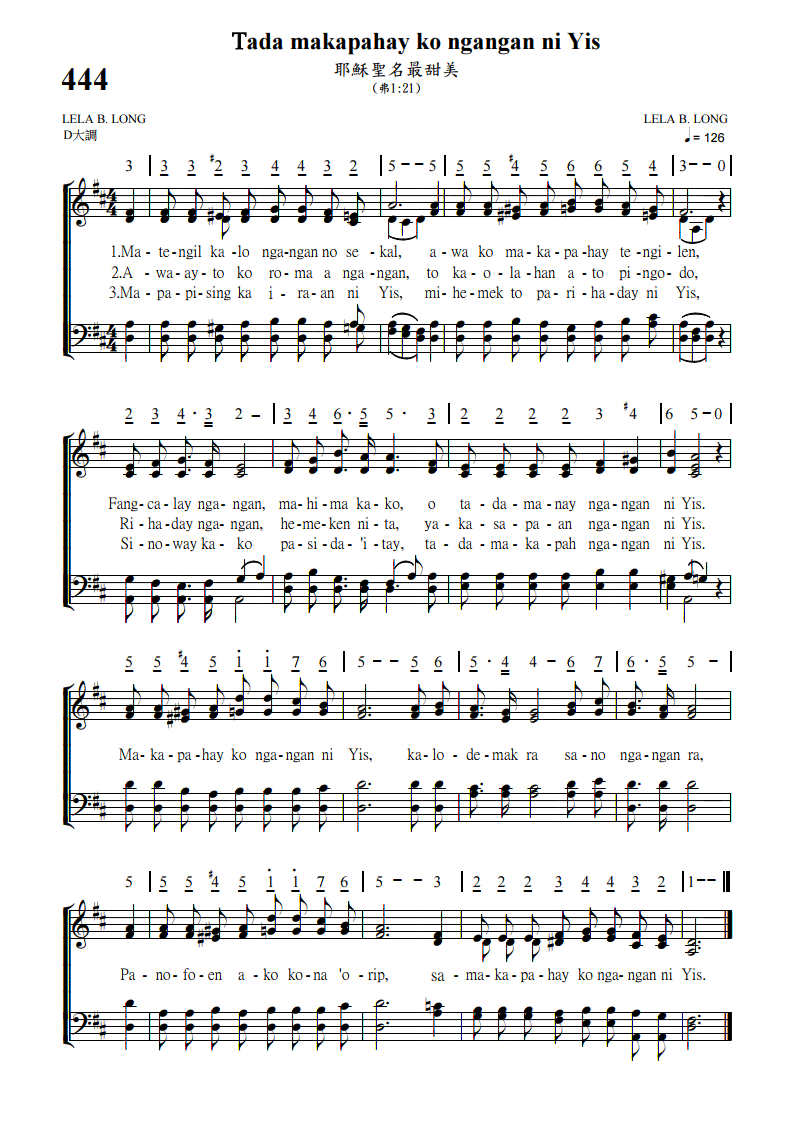 Tada makapahay ko ngangan ni Yis
耶穌聖名最甜美
444
(弗1:21)
LELA B. LONG
LELA B. LONG
D大調
♩= 126
3 | 3 3 #2 3 4 4 3 2 | 5 - - 5 | 5 5 #4 5 6 6 5 4 | 3 - - 0 |
1.Ma - te-ngil ka-lo nga-ngan no se - kal, a-wa ko ma-ka-pa-hay te-ngi-len,
2.A - wa-ay-to ko ro-ma a nga-ngan, to ka-o-la-han a-to pi-ngo-do,
3.Ma - pa-pi-sing ka i - ra-an ni Yis, mi-he-mek to pa-ri-ha-day ni Yis,
2 3 4 · 3 2 - | 3 4 6 · 5 5 · 3 | 2 2 2 2 3 #4 | 6 5 - 0 |
Fang-ca-lay nga-ngan, ma-hi-ma ka-ko, o ta-da-ma-nay nga-ngan ni Yis.
Ri-ha-day nga-ngan, he-me-ken ni-ta, ya-ka-sa-pa-an nga-ngan ni Yis.
Si-no-way ka-ko pa-si-da-'i-tay, ta-da-ma-ka-pah nga-ngan ni Yis.
5 5 #4 5 i i 7 6 | 5 - - 5 6 | 5 · 4 4 - 6 7 | 6 · 5 5 - |
Ma-ka-pa-hay ko nga-ngan ni Yis, ka-lo-de-mak ra sa-no nga-ngan ra,
5 | 5 5 #4 5 i i 7 6 | 5 - - 3 | 2 2 2 3 4 4 3 2 | 1 - - ||
Pa - no-fo-en a-ko ko-na 'o-rip, sa-ma-ka-pa-hay ko nga-ngan ni Yis.